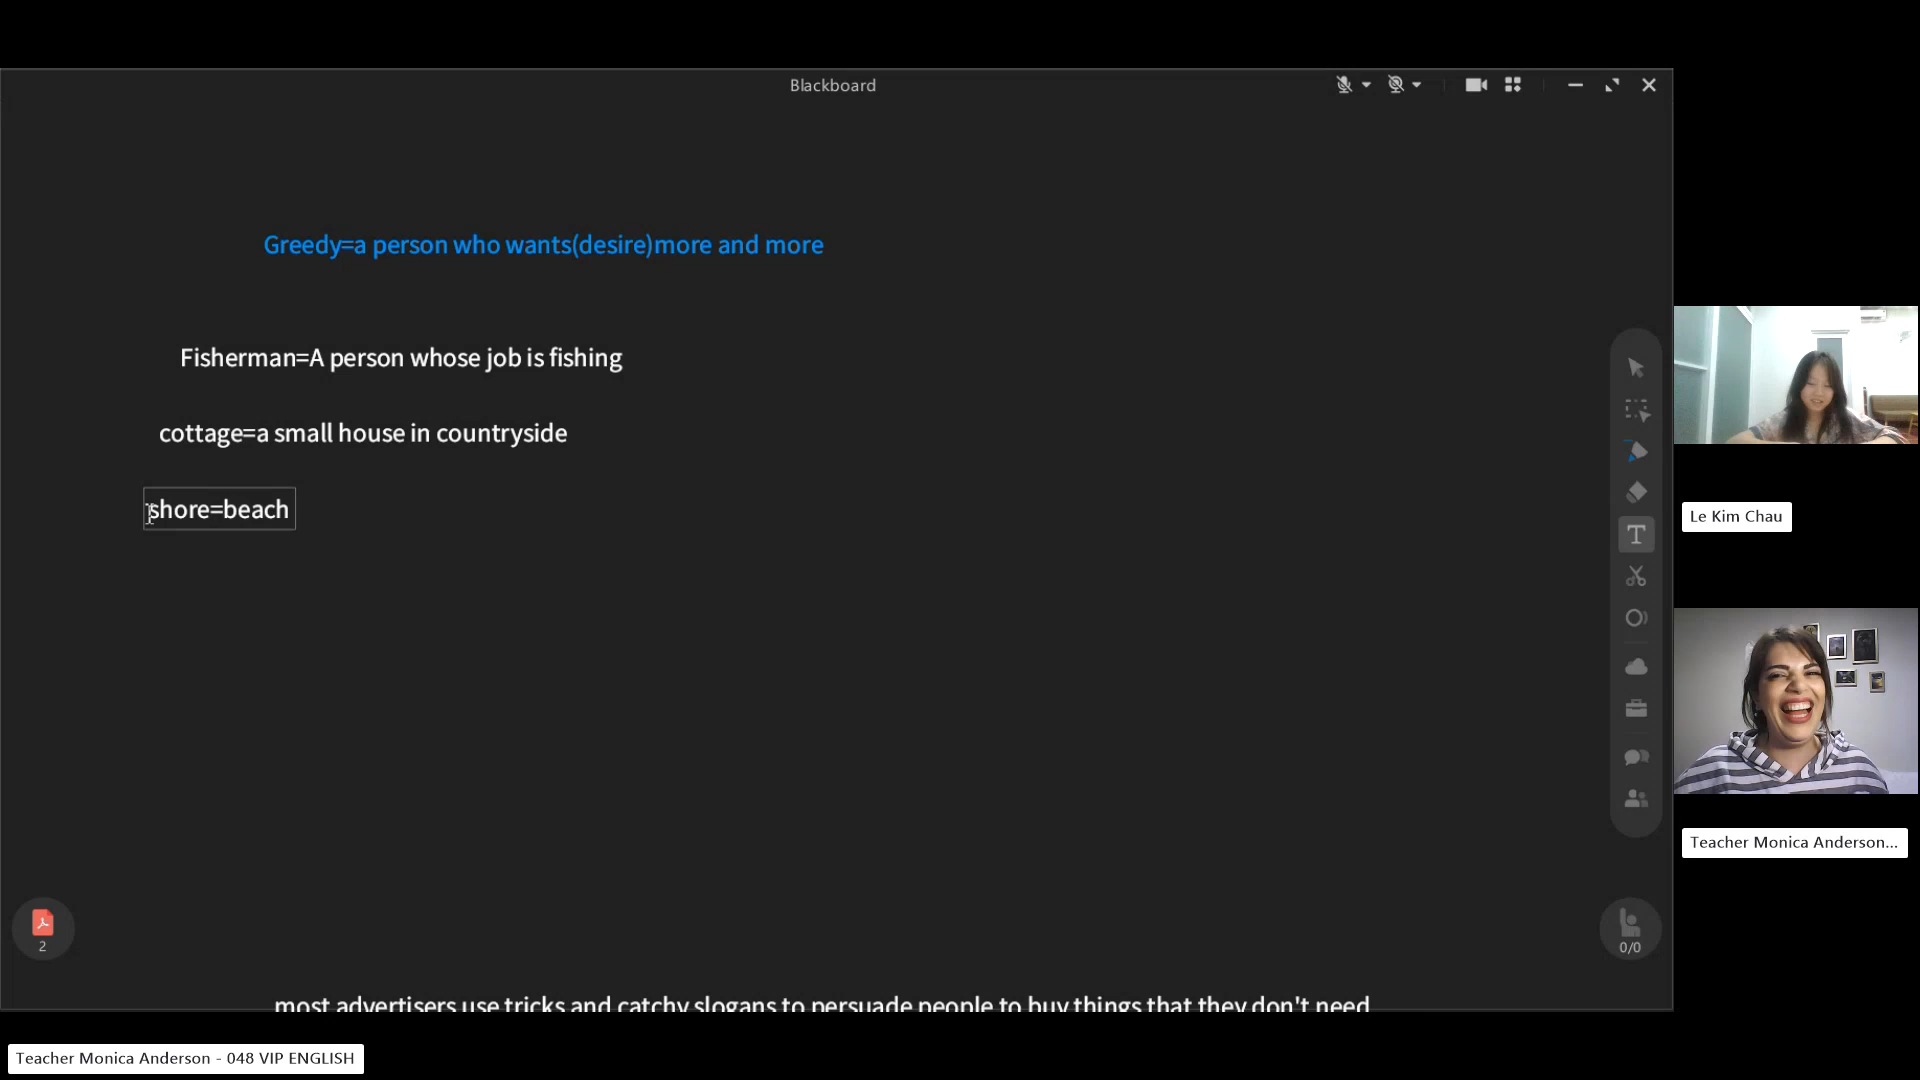 Blackboard
Greedy=a person who wants(desire)more and more
Fisherman=A person whose job is fishing
cottage=a small house in countryside
shore=beach
T
Le Kim Chau
Teacher Monica Anderson...
2
0/0
most advertisers use tricks and catchy slogans to persuade people to buy things that they don't need
Teacher Monica Anderson - 048 VIP ENGLISH